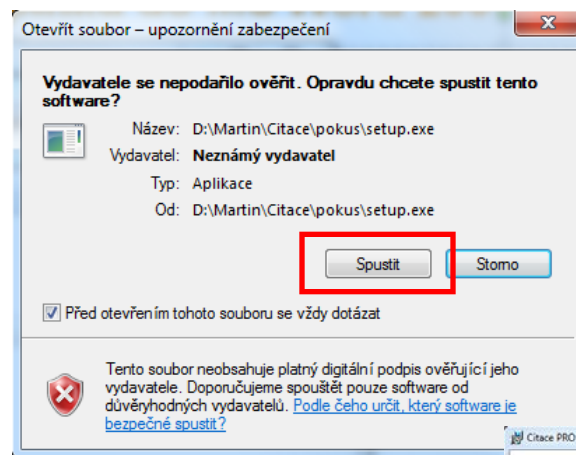 Otevřít soubor – upozornění zabezpečení
Vydavatele se nepodařilo ověřit. Opravdu chcete spustit tento
software?
Název: D:\Martin\Citace\pokus\setup.exe
Vydavatel: Neznámý vydavatel
Typ: Aplikace
Od: D:\Martin\Citace\pokus\setup.exe
Spustit Storno
Před otevřením tohoto souboru se vždy dotázat
Tento soubor neobsahuje platný digitální podpis ověřující jeho
vydavatele. Doporučujeme spouštět pouze software od
důvěryhodných vydavatelů. Podle čeho určit, který software je
bezpečné spustit?
Citace PRO